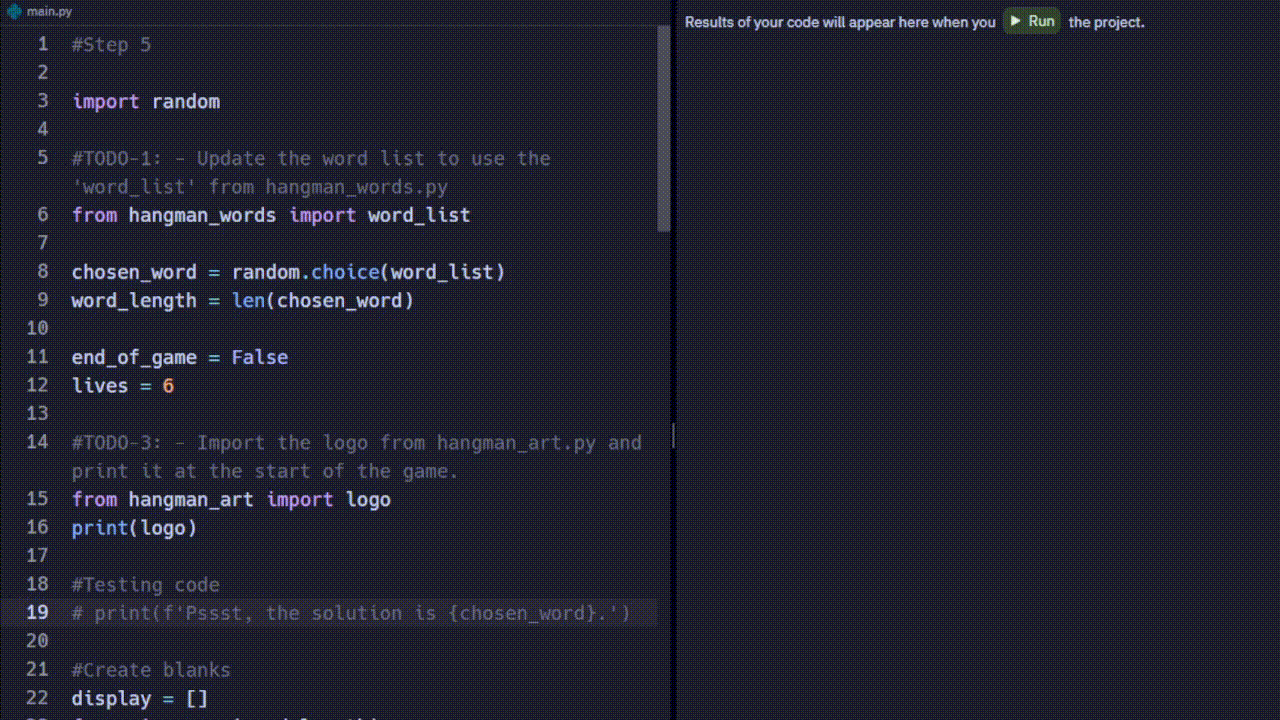 main.py
1 #Step 5
2
3 import random
4
5 #TODO-1: - Update the word list to use the
'word_list' from hangman_words.py
6 from hangman_words import word_list
7
8 chosen_word = random.choice(word_list)
9 word_length = len(chosen_word)
10
11 end_of_game = False
12 lives = 6
13
14 #TODO-3: - Import the logo from hangman_art.py and
print it at the start of the game.
15 from hangman_art import logo
16 print(logo)
17
18 #Testing code
19 # print(f'Pssst, the solution is {chosen_word}.')
20
21 #Create blanks
22 display = []
Results of your code will appear here when you Run the project.